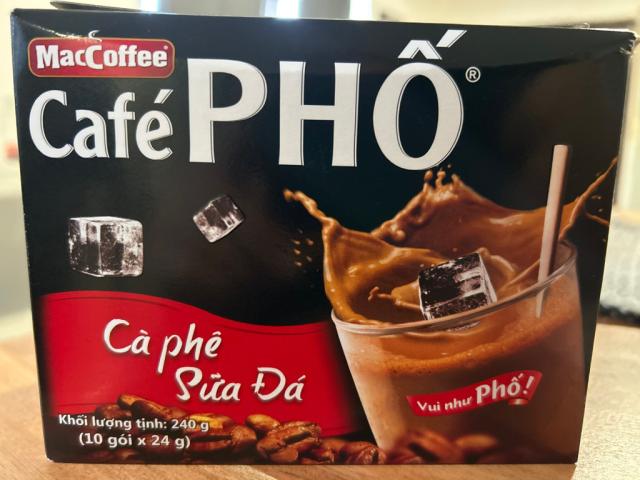 MacCoffee®
Café PHỐ®
Cà phê
Sữa Đá
Vui như Phố!
Khối lượng tịnh: 240 g
(10 gói x 24 g)